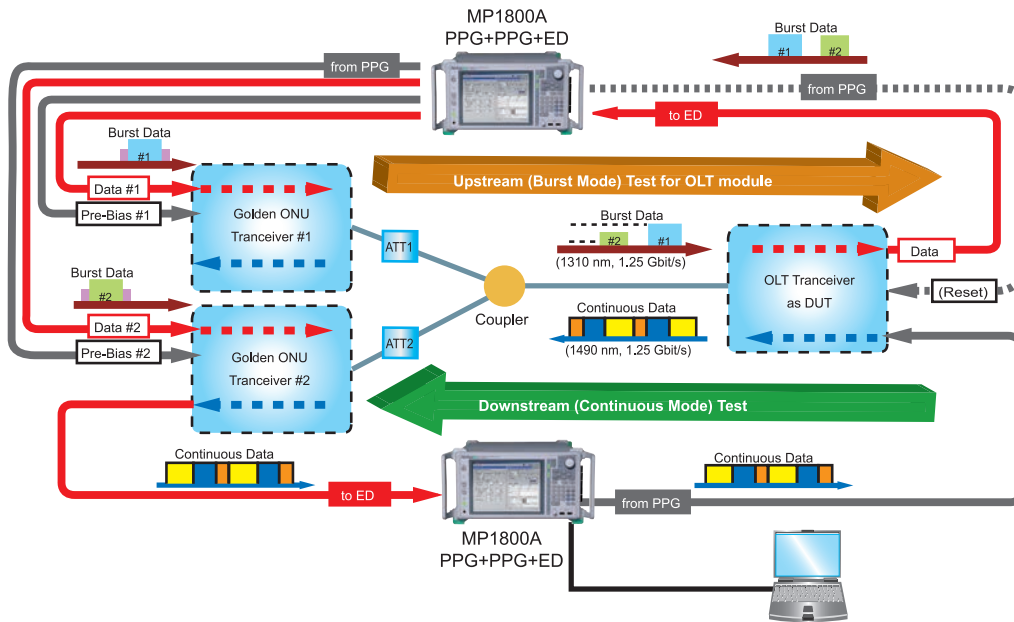 MP1800A
PPG+PPG+ED
Burst Data
#1
#2
from PPG
from PPG
to ED
Burst Data
#1
Data #1
Pre-Bias #1
Golden ONU
Tranceiver #1
Upstream (Burst Mode) Test for OLT module
ATT1
Burst Data
#2
#1
(1310 nm, 1.25 Gbit/s)
Data
OLT Tranceiver
as DUT
(Reset)
Burst Data
#2
Data #2
Pre-Bias #2
Golden ONU
Tranceiver #2
ATT2
Coupler
Continuous Data
(1490 nm, 1.25 Gbit/s)
Downstream (Continuous Mode) Test
Continuous Data
to ED
MP1800A
PPG+PPG+ED
from PPG
Continuous Data